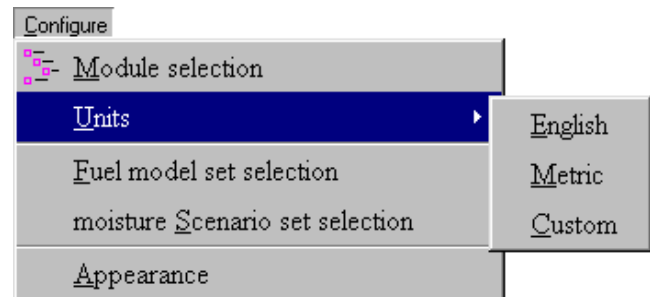 Configure
Module selection
Units
English
Fuel model set selection
Metric
moisture Scenario set selection
Custom
Appearance